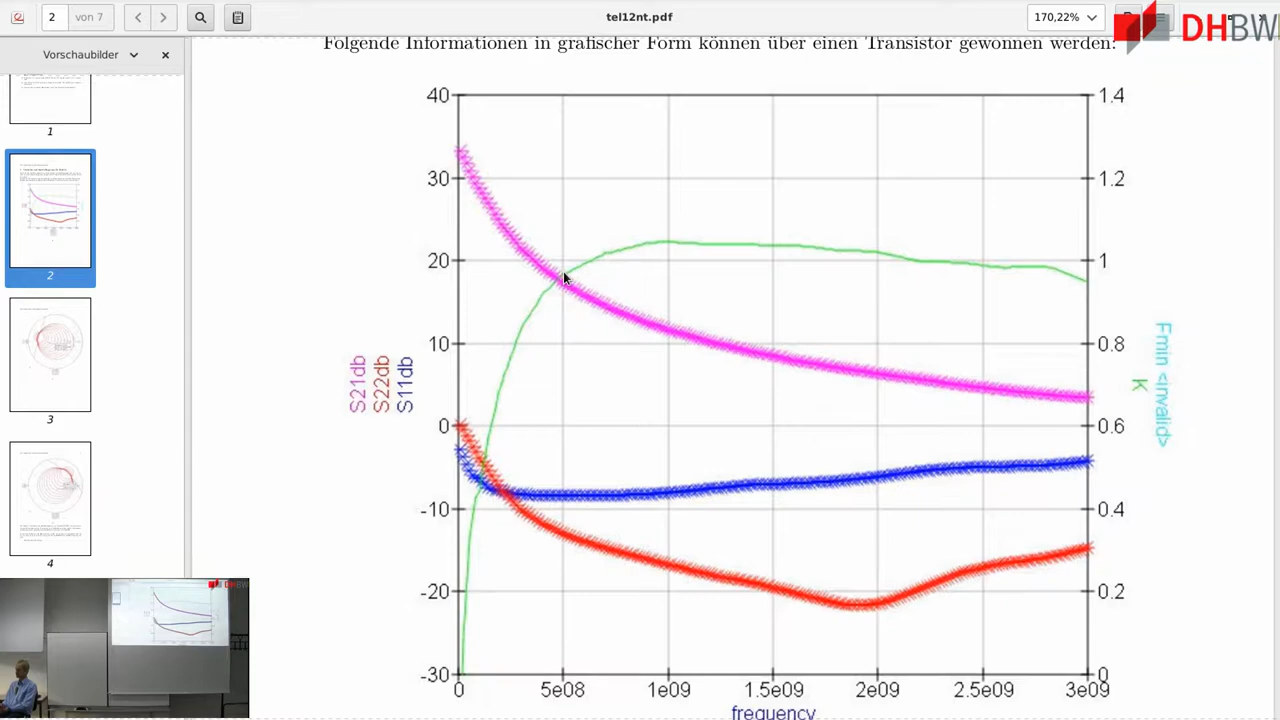 2 von 7
tel12nt.pdf
170,22%
DHBW
Vorschaubilder
1
2
3
4
Folgende Informationen in grafischer Form können über einen Transistor gewonnen werden:
40
30
20
10
0
-10
-20
-30
S21db
S22db
S11db
1.4
1.2
1
0.8
0.6
0.4
0.2
0
K
Fmin <invalid>
0 5e08 1e09 1.5e09 2e09 2.5e09 3e09
frequency